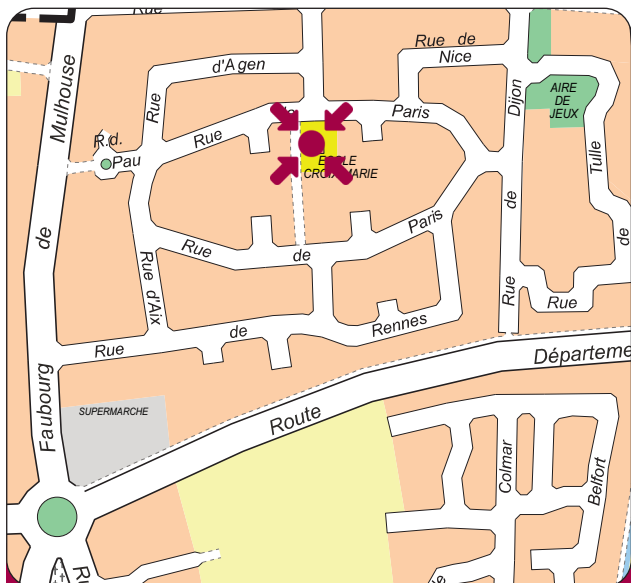 Rue
Mulhouse
de
Faubourg
d'Agen
Rue
Rue de
Nice
Dijon
de
Rue
AIRE
DE
JEUX
Tulle
de
Rue
R.d.
Pau
Rue
de
Paris
ECOLE
CROIX MARIE
Rue
de
Paris
Rue d'Aix
Rue
de
Rennes
Départeme
Route
SUPERMARCHE
Colmar
Belfort